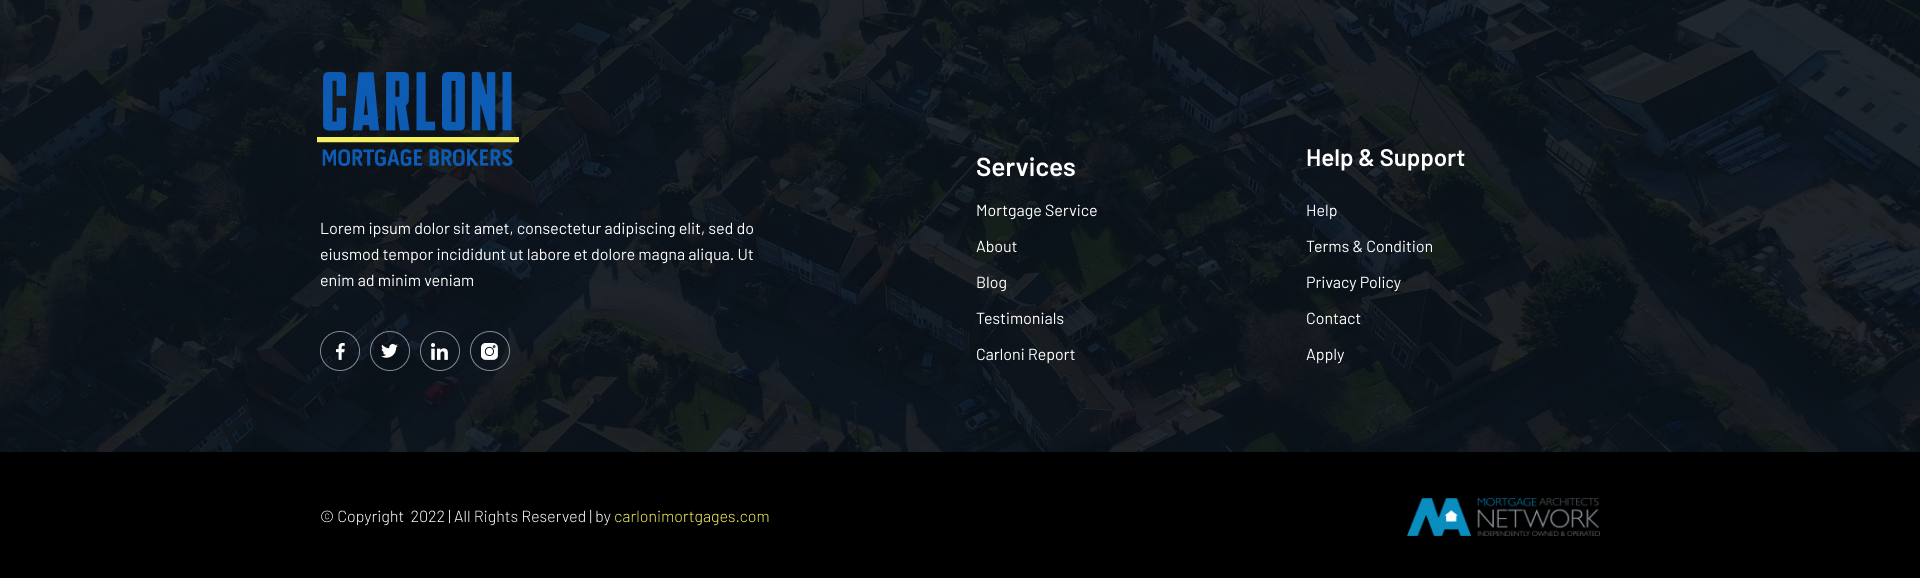 CARLONI
MORTGAGE BROKERS
Lorem ipsum dolor sit amet, consectetur adipiscing elit, sed do
eiusmod tempor incididunt ut labore et dolore magna aliqua. Ut
enim ad minim veniam
Services
Mortgage Service
About
Blog
Testimonials
Carloni Report
Help & Support
Help
Terms & Condition
Privacy Policy
Contact
Apply
© Copyright 2022 | All Rights Reserved | by carlonimortgages.com
MORTGAGE ARCHITECTS
NETWORK
INDEPENDENTLY OWNED & OPERATED